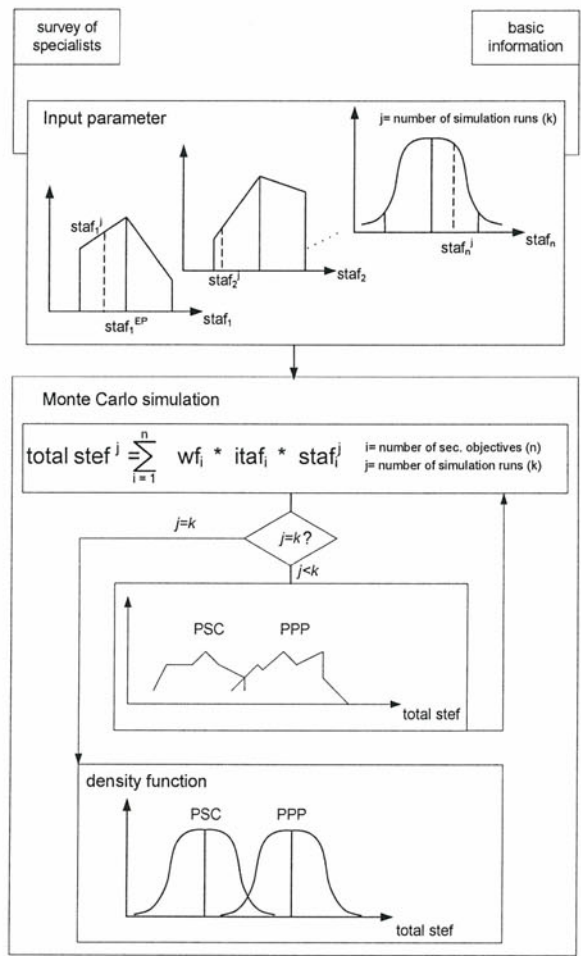 survey of
specialists
basic
information
Input parameter
j= number of simulation runs (k)
staf₁ʲ
staf₁ᴱᴾ
staf₁
staf₂ʲ
staf₂
stafₙʲ
stafₙ
Monte Carlo simulation
total stef ʲ = ∑ wfᵢ * itafᵢ * stafᵢʲ
n
i = 1
i= number of sec. objectives (n)
j= number of simulation runs (k)
j=k
j=k?
j<k
PSC
PPP
total stef
density function
PSC
PPP
total stef